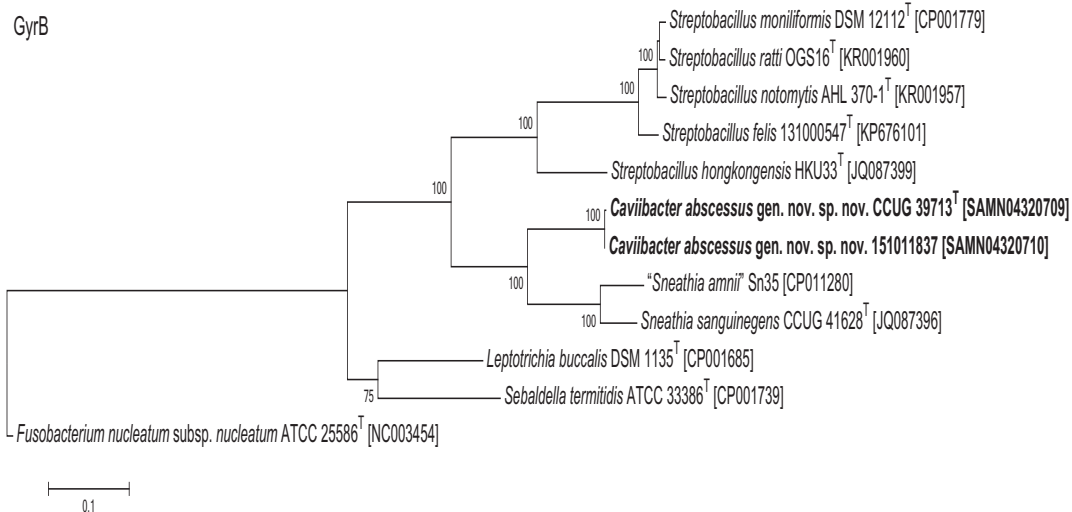 GyrB
Streptobacillus moniliformis DSM 12112T [CP001779]
100
Streptobacillus ratti OGS16T [KR001960]
100
Streptobacillus notomytis AHL 370-1T [KR001957]
100
Streptobacillus felis 131000547T [KP676101]
Streptobacillus hongkongensis HKU33T [JQ087399]
100
Caviibacter abscessus gen. nov. sp. nov. CCUG 39713T [SAMN04320709]
100
Caviibacter abscessus gen. nov. sp. nov. 151011837 [SAMN04320710]
100
“Sneathia amnii” Sn35 [CP011280]
100
Sneathia sanguinegens CCUG 41628T [JQ087396]
Leptotrichia buccalis DSM 1135T [CP001685]
75
Sebaldella termitidis ATCC 33386T [CP001739]
Fusobacterium nucleatum subsp. nucleatum ATCC 25586T [NC003454]
0.1